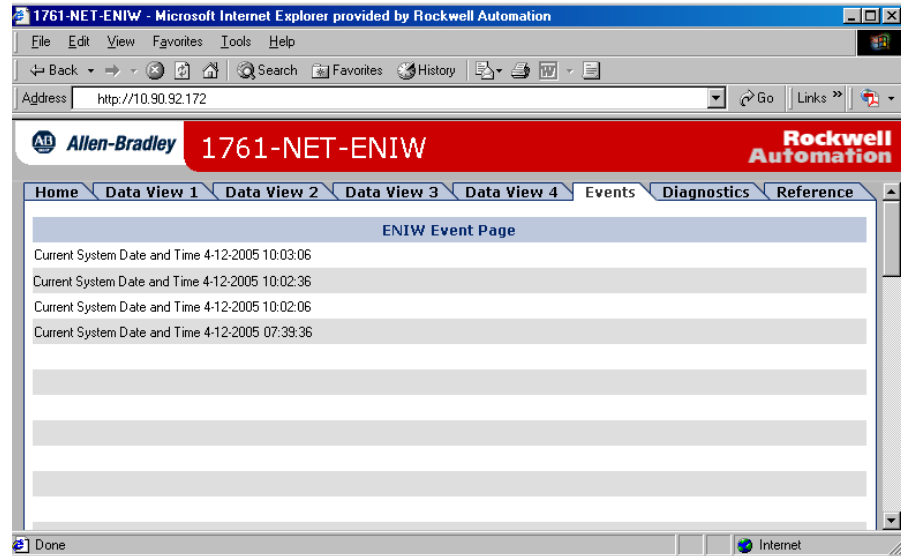 1761-NET-ENIW - Microsoft Internet Explorer provided by Rockwell Automation
File Edit View Favorites Tools Help
Back Search Favorites History
Address http://10.90.92.172 Go Links »
AB Allen-Bradley 1761-NET-ENIW Rockwell Automation
Home Data View 1 Data View 2 Data View 3 Data View 4 Events Diagnostics Reference
ENIW Event Page
Current System Date and Time 4-12-2005 10:03:06
Current System Date and Time 4-12-2005 10:02:36
Current System Date and Time 4-12-2005 10:02:06
Current System Date and Time 4-12-2005 07:39:36
Done Internet